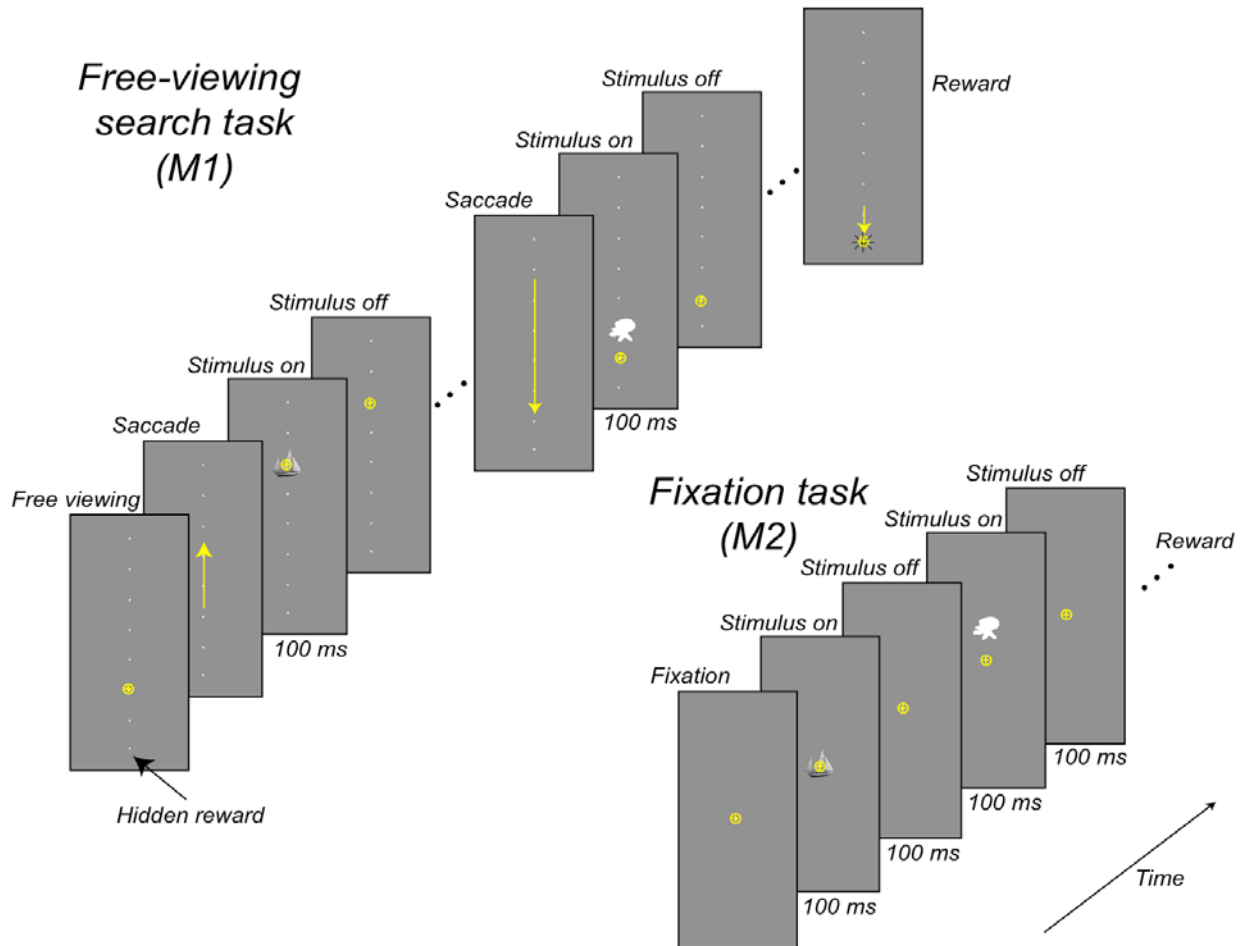 Free-viewing
search task
(M1)
Free viewing
Saccade
Stimulus on
Stimulus off
Saccade
Stimulus on
Stimulus off
Reward
100 ms
100 ms
Hidden reward
Fixation task
(M2)
Fixation
Stimulus on
Stimulus off
Stimulus on
Stimulus off
Reward
100 ms
100 ms
100 ms
100 ms
Time